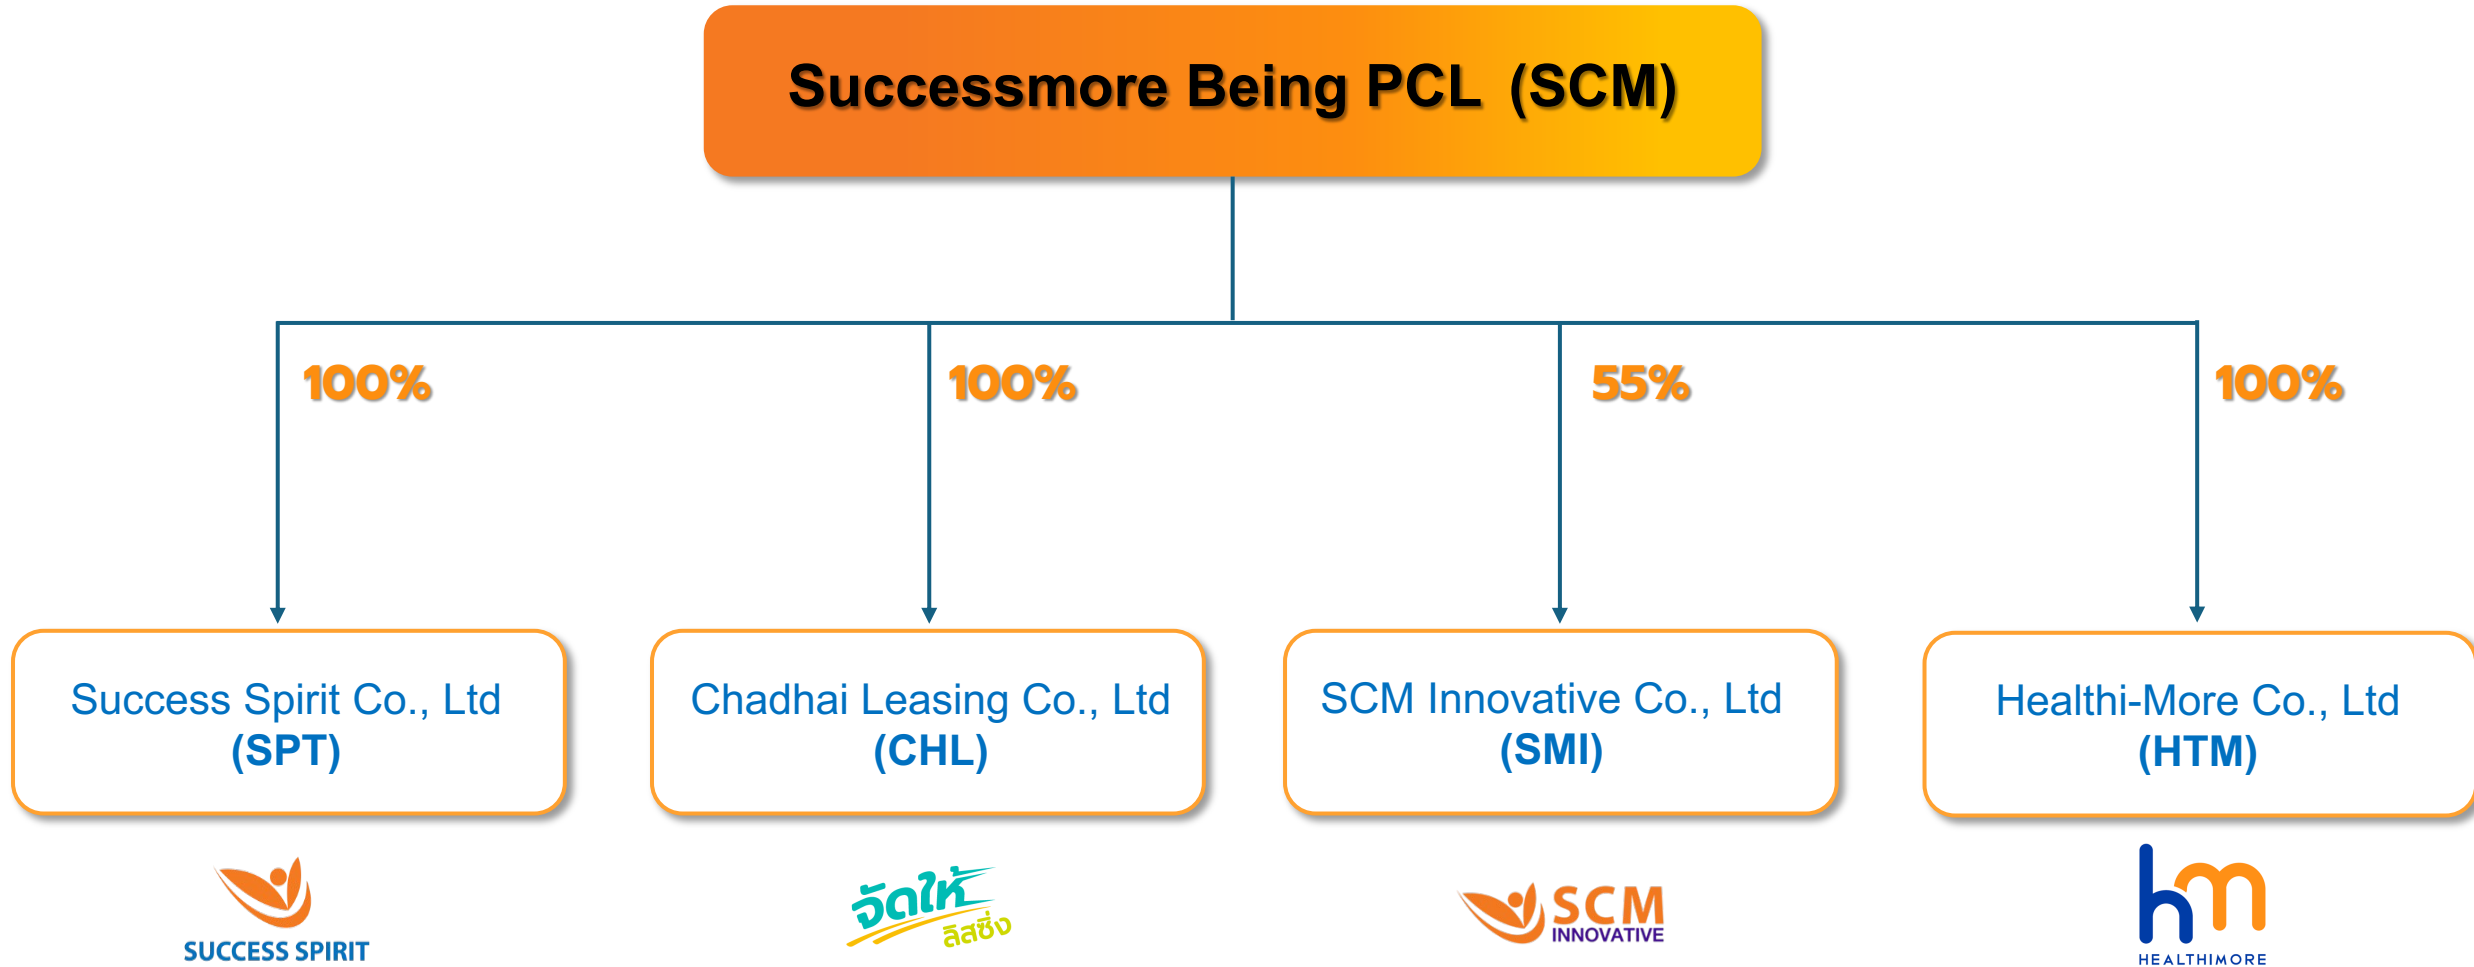 Successmore Being PCL (SCM)
100%
100%
55%
100%
Success Spirit Co., Ltd
(SPT)
Chadhai Leasing Co., Ltd
(CHL)
SCM Innovative Co., Ltd
(SMI)
Healthi-More Co., Ltd
(HTM)
SUCCESS SPIRIT
จัดให้
ลิสซิ่ง
SCM
INNOVATIVE
hm
HEALTHIMORE